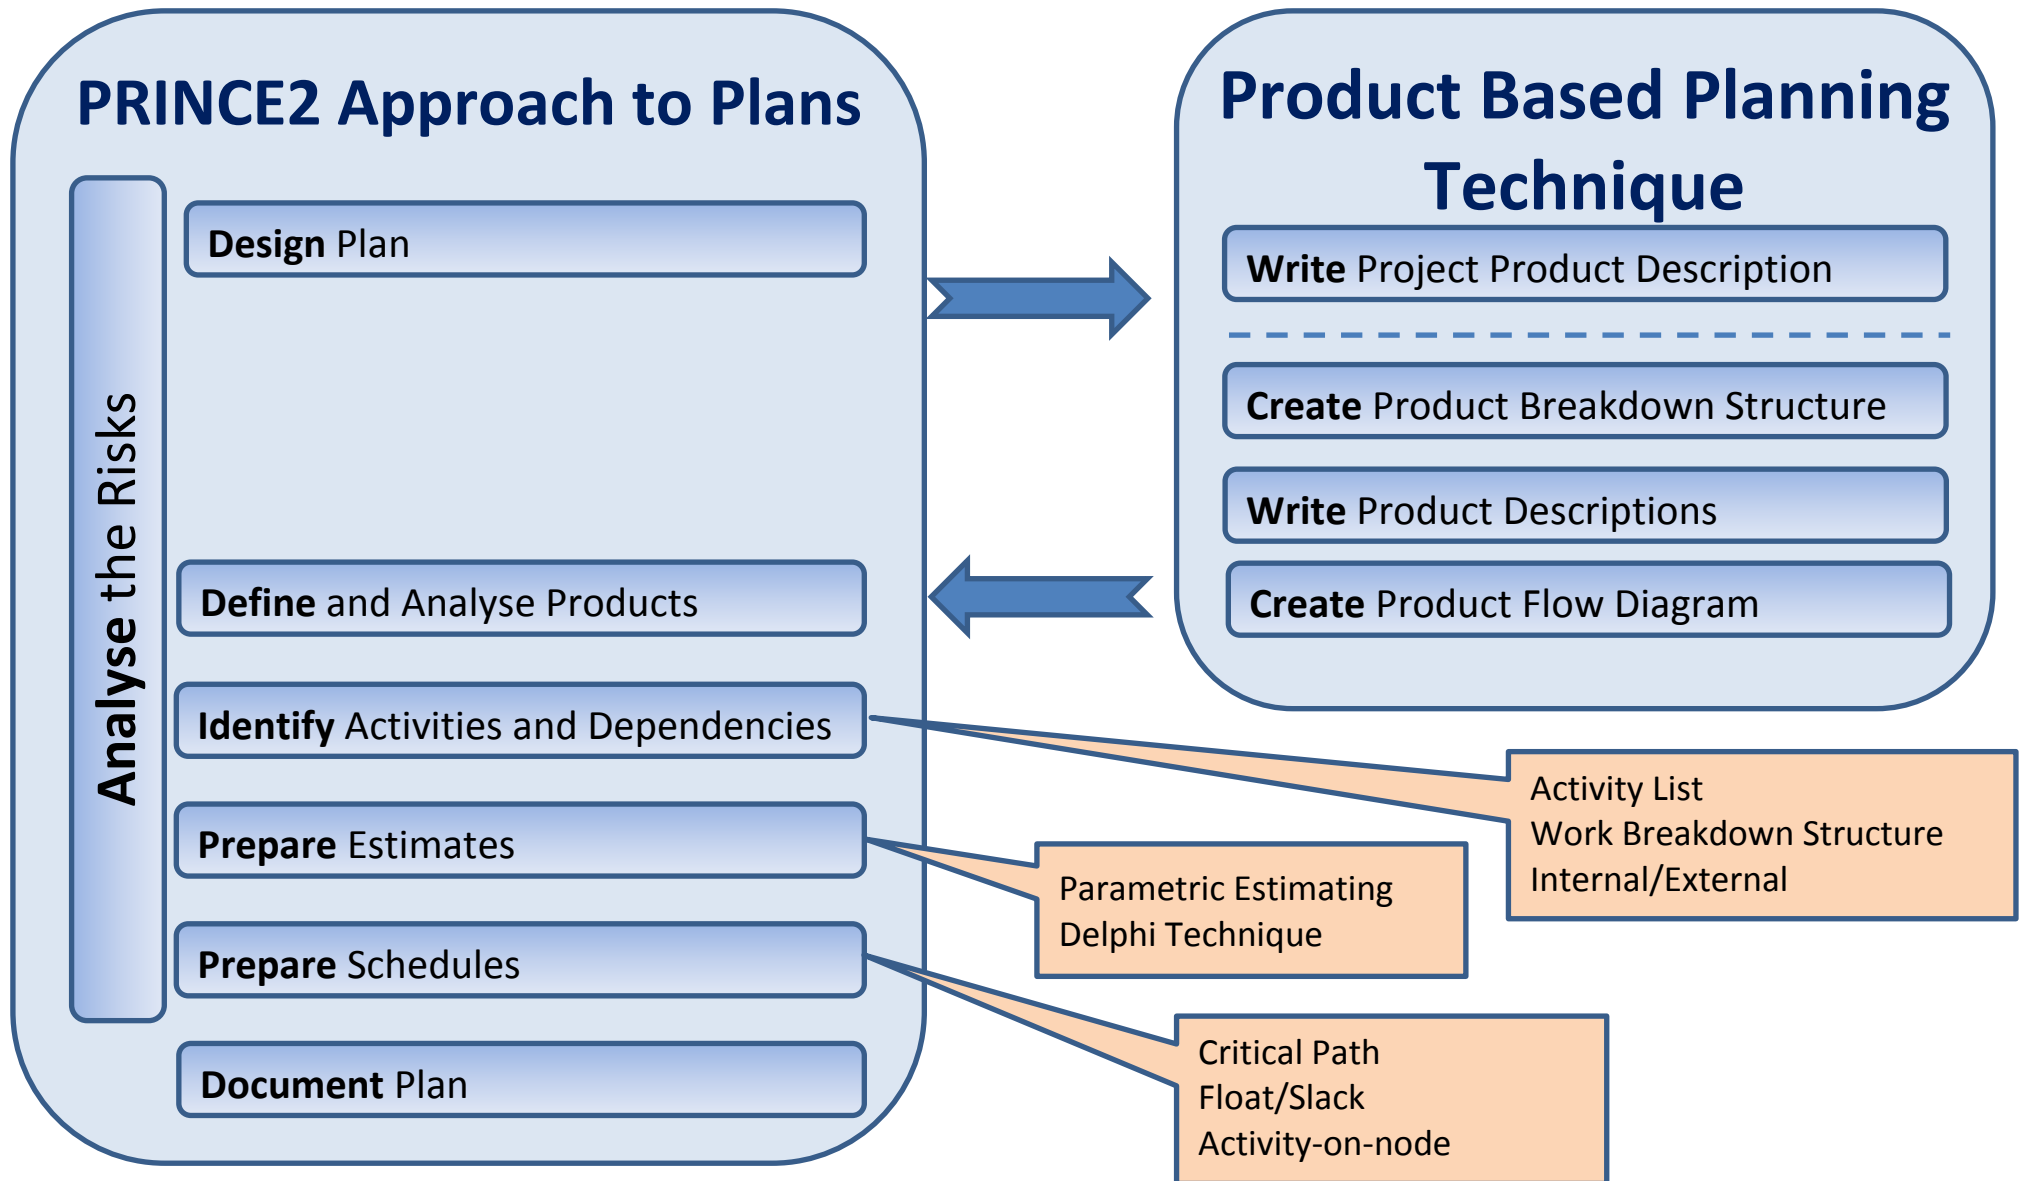 PRINCE2 Approach to Plans
Analyse the Risks
Design Plan
Define and Analyse Products
Identify Activities and Dependencies
Prepare Estimates
Prepare Schedules
Document Plan
Product Based Planning
Technique
Write Project Product Description
Create Product Breakdown Structure
Write Product Descriptions
Create Product Flow Diagram
Activity List
Work Breakdown Structure
Internal/External
Parametric Estimating
Delphi Technique
Critical Path
Float/Slack
Activity-on-node